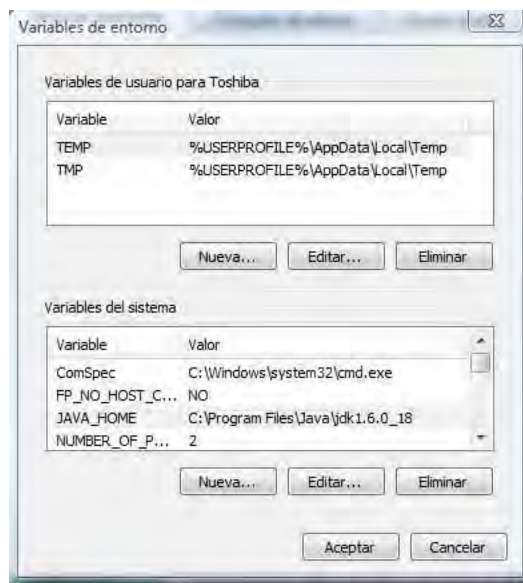 Variables de entorno
Variables de usuario para Toshiba
Variable Valor
TEMP %USERPROFILE%\AppData\Local\Temp
TMP %USERPROFILE%\AppData\Local\Temp
Nueva... Editar... Eliminar
Variables del sistema
Variable Valor
ComSpec C:\Windows\system32\cmd.exe
FP_NO_HOST_C... NO
JAVA_HOME C:\Program Files\Java\jdk1.6.0_18
NUMBER_OF_P... 2
Nueva... Editar... Eliminar
Aceptar Cancelar